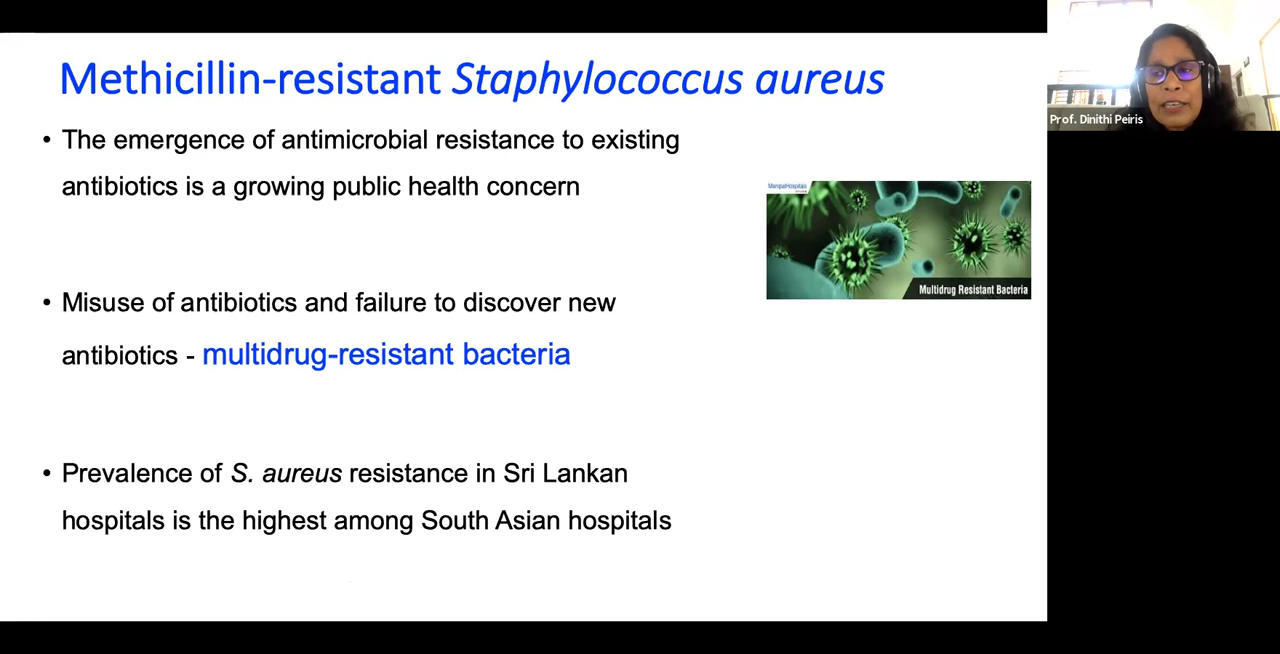 Methicillin-resistant Staphylococcus aureus
• The emergence of antimicrobial resistance to existing
antibiotics is a growing public health concern
• Misuse of antibiotics and failure to discover new
antibiotics - multidrug-resistant bacteria
• Prevalence of S. aureus resistance in Sri Lankan
hospitals is the highest among South Asian hospitals
ManipalHospitals
Multidrug Resistant Bacteria
Prof. Dinithi Peiris